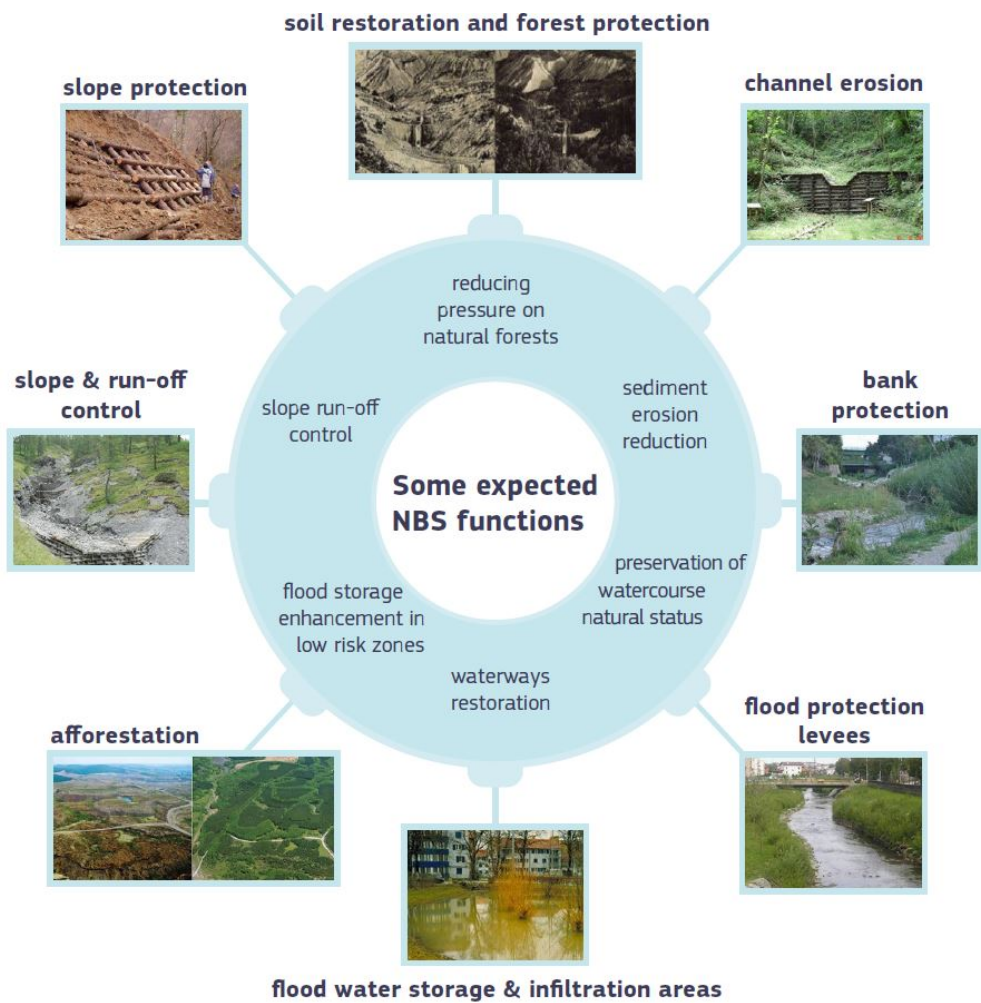 soil restoration and forest protection
slope protection
channel erosion
reducing
pressure on
natural forests
slope & run-off
control
slope run-off
control
sediment
erosion
reduction
bank
protection
Some expected
NBS functions
flood storage
enhancement in
low risk zones
preservation of
watercourse
natural status
waterways
restoration
afforestation
flood protection
levees
flood water storage & infiltration areas